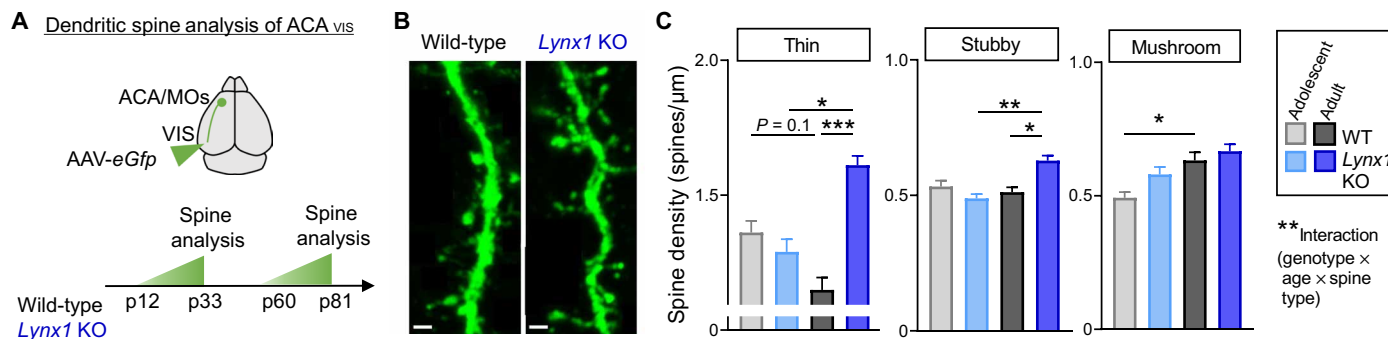 A
Dendritic spine analysis of ACA VIS
ACA/MOs
VIS
AAV-eGfp
Spine
analysis
Spine
analysis
Wild-type
Lynx1 KO
p12
p33
p60
p81
B
Wild-type
Lynx1 KO
C
Spine density (spines/μm)
Thin
2.0
1.5
0
P = 0.1
*
***
Stubby
1.0
0.5
0
**
*
Mushroom
1.0
0.5
0
*
Adolescent
Adult
WT
Lynx1
KO
**Interaction
(genotype ×
age × spine
type)